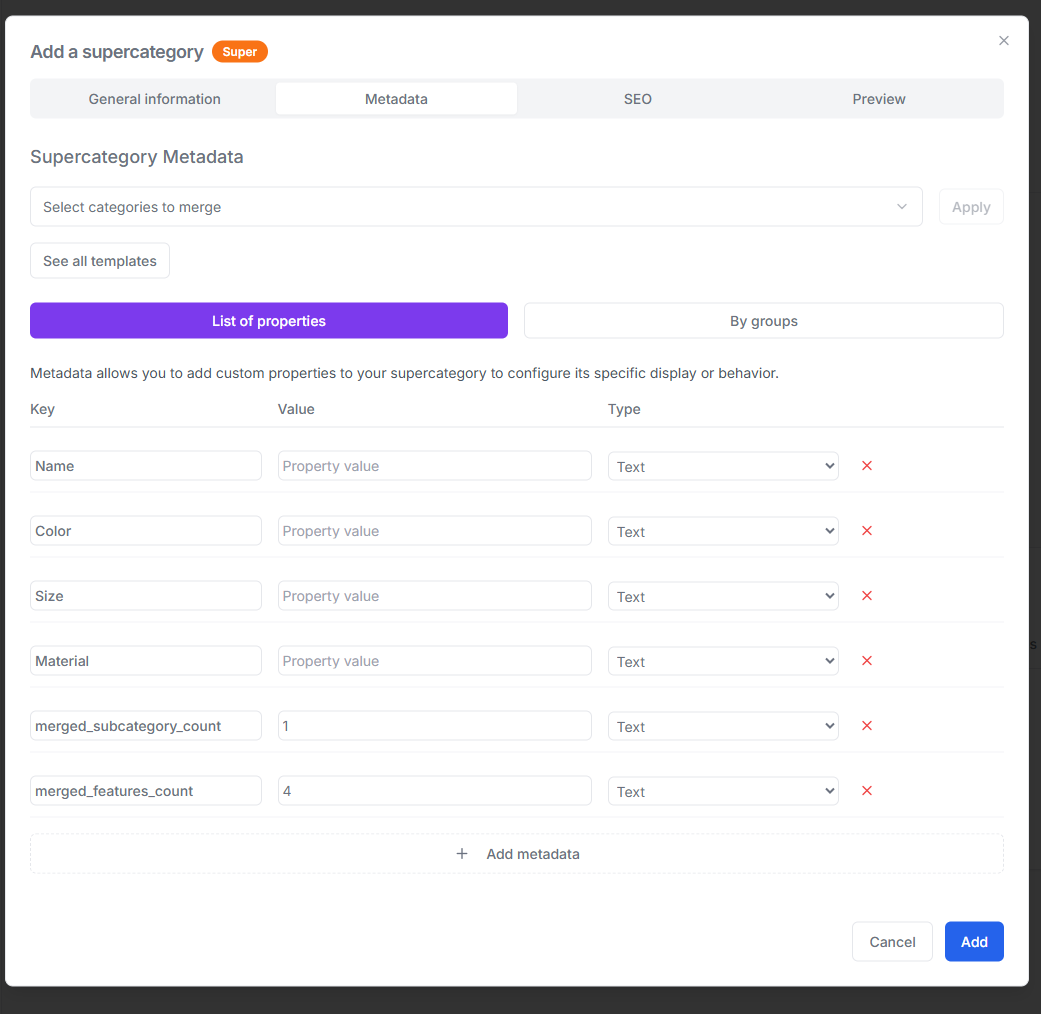 Add a supercategory Super
General information Metadata SEO Preview
Supercategory Metadata
Select categories to merge Apply
See all templates
List of properties By groups
Metadata allows you to add custom properties to your supercategory to configure its specific display or behavior.
Key Value Type
Name Property value Text
Color Property value Text
Size Property value Text
Material Property value Text
merged_subcategory_count 1 Text
merged_features_count 4 Text
+ Add metadata
Cancel Add